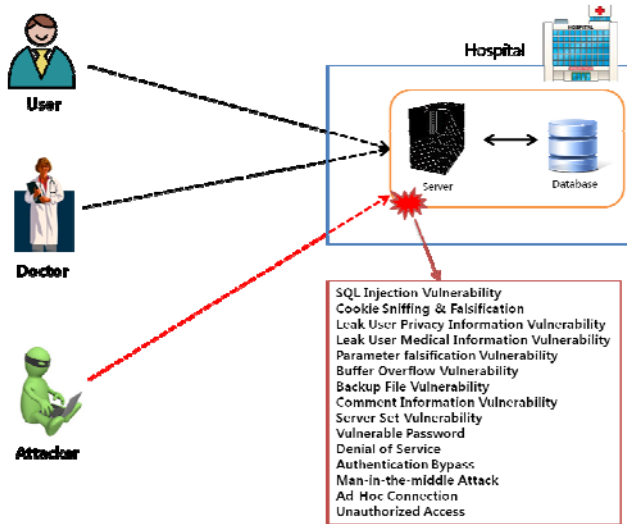 HOSPITAL
Hospital
User
Server
Database
Doctor
Attacker
SQL Injection Vulnerability
Cookie Sniffing & Falsification
Leak User Privacy Information Vulnerability
Leak User Medical Information Vulnerability
Parameter falsification Vulnerability
Buffer Overflow Vulnerability
Backup File Vulnerability
Comment Information Vulnerability
Server Set Vulnerability
Vulnerable Password
Denial of Service
Authentication Bypass
Man-in-the-middle Attack
Ad Hoc Connection
Unauthorized Access